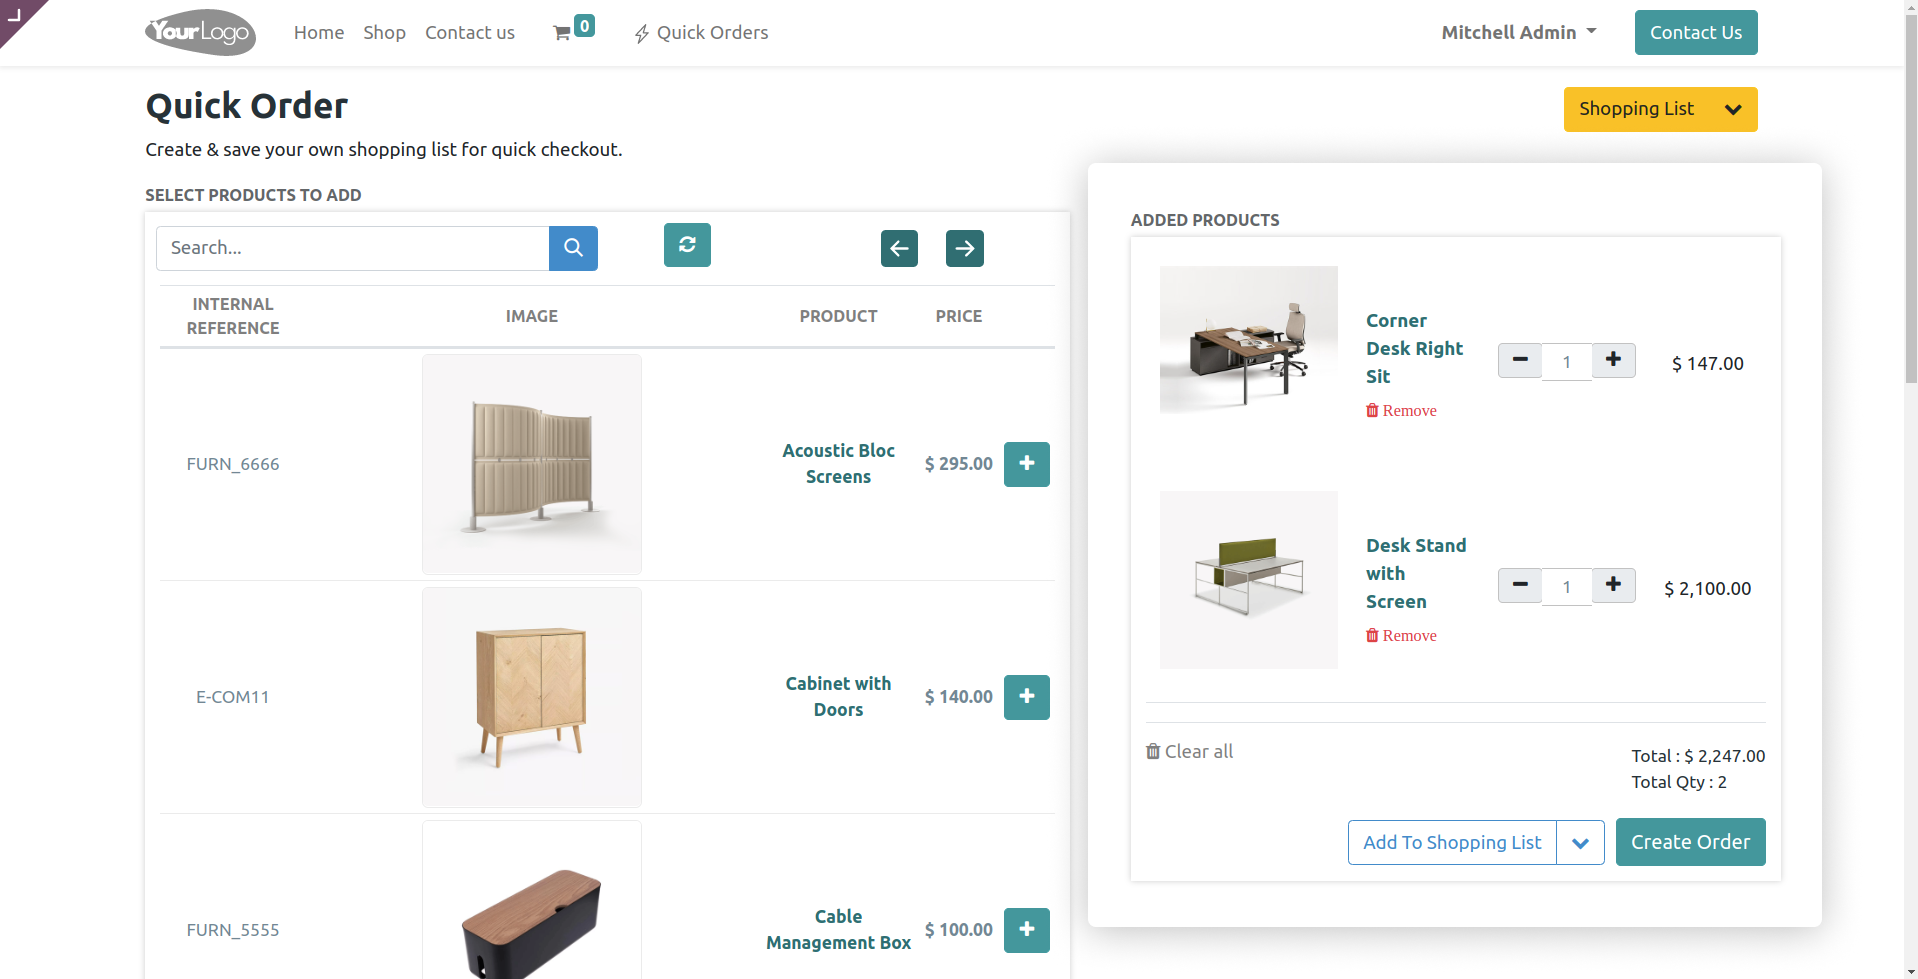 YourLogo
Home
Shop
Contact us
0
Quick Orders
Mitchell Admin
Contact Us
Quick Order
Shopping List
Create & save your own shopping list for quick checkout.
SELECT PRODUCTS TO ADD
Search...
INTERNAL
REFERENCE
IMAGE
PRODUCT
PRICE
FURN_6666
Acoustic Bloc
Screens
$ 295.00
E-COM11
Cabinet with
Doors
$ 140.00
FURN_5555
Cable
Management Box
$ 100.00
ADDED PRODUCTS
Corner
Desk Right
Sit
Remove
1
$ 147.00
Desk Stand
with
Screen
Remove
1
$ 2,100.00
Clear all
Total : $ 2,247.00
Total Qty : 2
Add To Shopping List
Create Order